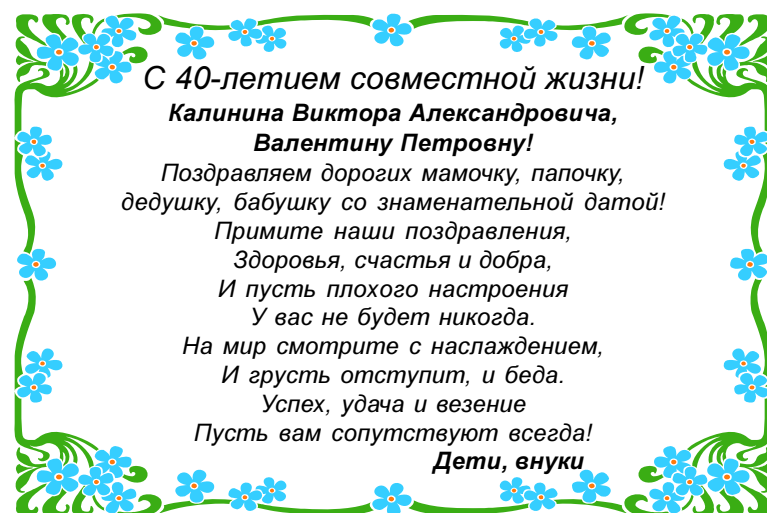 С 40-летием совместной жизни!
Калинина Виктора Александровича,
Валентину Петровну!
Поздравляем дорогих мамочку, папочку,
дедушку, бабушку со знаменательной датой!
Примите наши поздравления,
Здоровья, счастья и добра,
И пусть плохого настроения
У вас не будет никогда.
На мир смотрите с наслаждением,
И грусть отступит, и беда.
Успех, удача и везение
Пусть вам сопутствуют всегда!
Дети, внуки